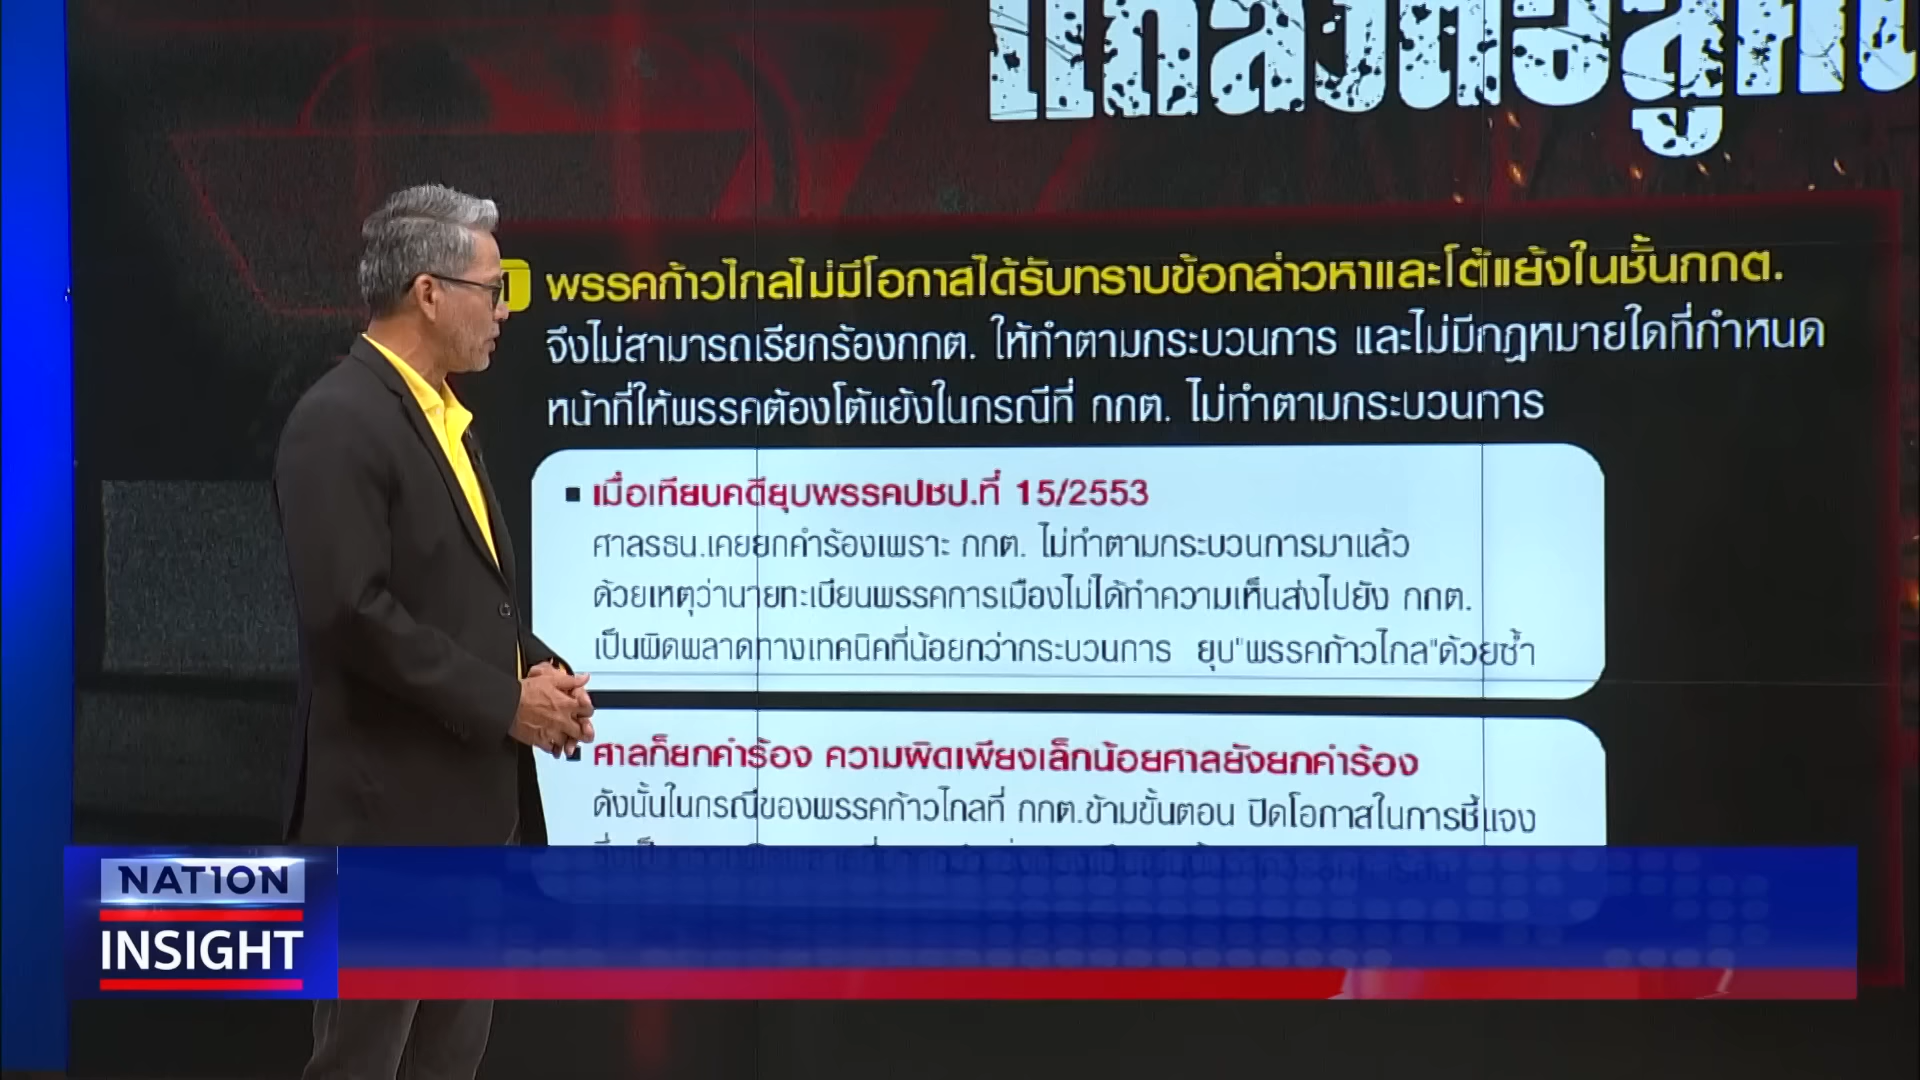 แถลงต่อสู้คดี
1 พรรคก้าวไกลไม่มีโอกาสได้รับทราบข้อกล่าวหาและโต้แย้งในชั้นกกต.
จึงไม่สามารถเรียกร้องกกต. ให้ทำตามกระบวนการ และไม่มีกฎหมายใดที่กำหนด
หน้าที่ให้พรรคต้องโต้แย้งในกรณีที่ กกต. ไม่ทำตามกระบวนการ
▪ เมื่อเทียบคดียุบพรรคปชป.ที่ 15/2553
ศาลรธน.เคยยกคำร้องเพราะ กกต. ไม่ทำตามกระบวนการมาแล้ว
ด้วยเหตุว่านายทะเบียนพรรคการเมืองไม่ได้ทำความเห็นส่งไปยัง กกต.
เป็นผิดพลาดทางเทคนิคที่น้อยกว่ากระบวนการ ยุบ"พรรคก้าวไกล"ด้วยซ้ำ
▪ ศาลก็ยกคำร้อง ความผิดเพียงเล็กน้อยศาลยังยกคำร้อง
ดังนั้นในกรณีของพรรคก้าวไกลที่ กกต.ข้ามขั้นตอน ปิดโอกาสในการชี้แจง
NATION
INSIGHT